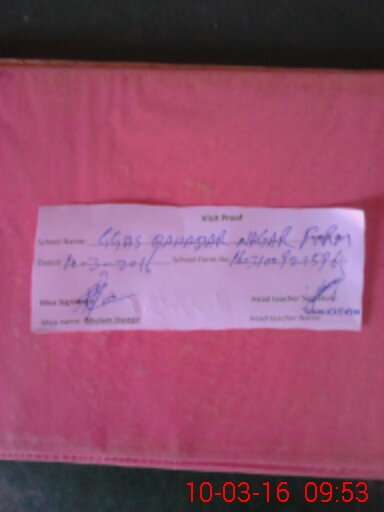 Visit Proof
School Name: GGBS BAHADAR NAGAR FARM
Dated: 10-3-2016 School Form No.
Mea Signature Head teacher Signature
Mea name: Head teacher Name:
10-03-16 09:53